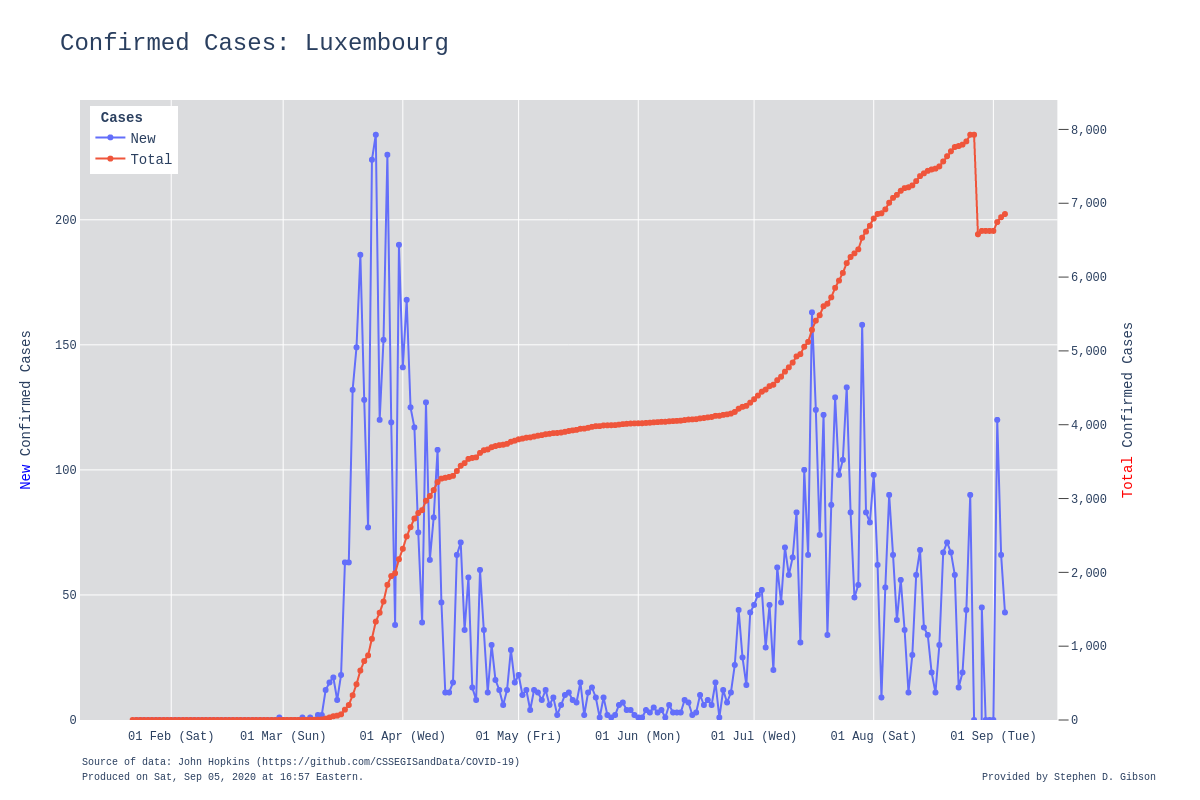 Confirmed Cases: Luxembourg
Cases
New
Total
200
150
100
50
0
New Confirmed Cases
8,000
7,000
6,000
5,000
4,000
3,000
2,000
1,000
0
Total Confirmed Cases
01 Feb (Sat) 01 Mar (Sun) 01 Apr (Wed) 01 May (Fri) 01 Jun (Mon) 01 Jul (Wed) 01 Aug (Sat) 01 Sep (Tue)
Source of data: John Hopkins (https://github.com/CSSEGISandData/COVID-19)
Produced on Sat, Sep 05, 2020 at 16:57 Eastern.
Provided by Stephen D. Gibson